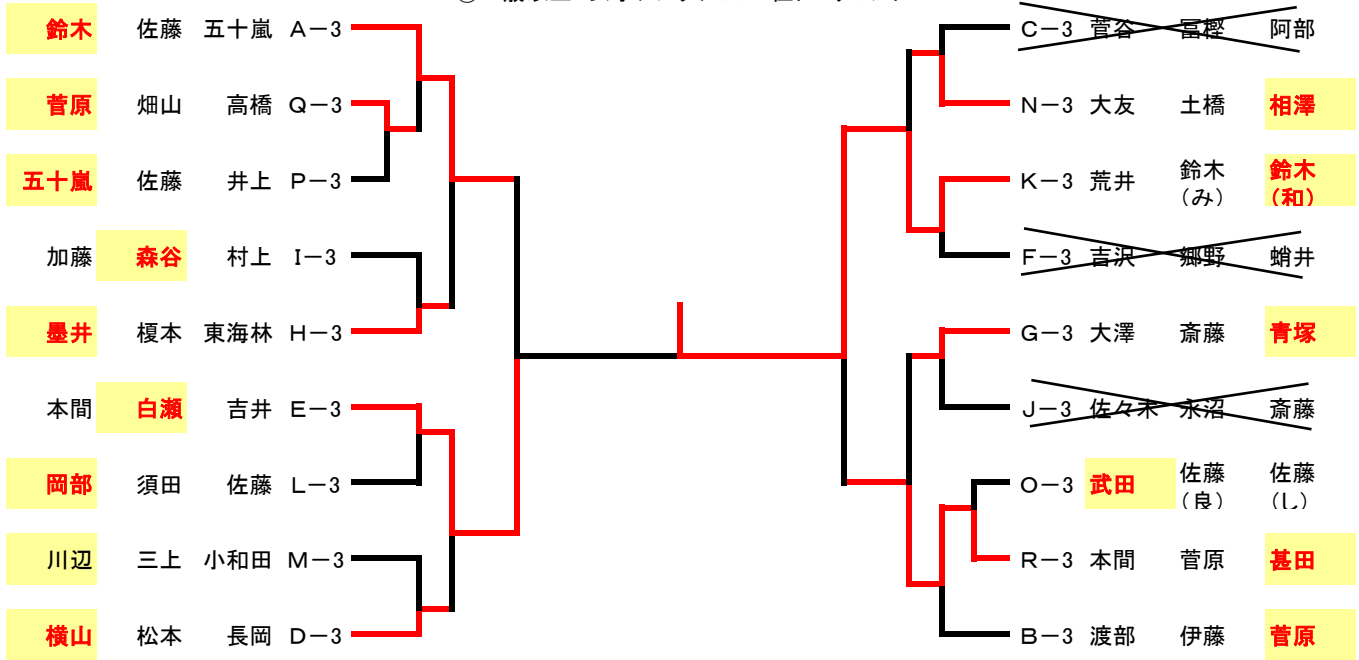 鈴木 佐藤 五十嵐 A-3
菅原 畑山 高橋 Q-3
五十嵐 佐藤 井上 P-3
加藤 森谷 村上 I-3
墨井 榎本 東海林 H-3
本間 白瀬 吉井 E-3
岡部 須田 佐藤 L-3
川辺 三上 小和田 M-3
横山 松本 長岡 D-3
C-3 菅谷 冨樫 阿部
N-3 大友 土橋 相澤
K-3 荒井 鈴木(み) 鈴木(和)
F-3 吉沢 郷野 蛸井
G-3 大澤 斎藤 青塚
J-3 佐々木 永沼 斎藤
O-3 武田 佐藤(良) 佐藤(し)
R-3 本間 菅原 甚田
B-3 渡部 伊藤 菅原